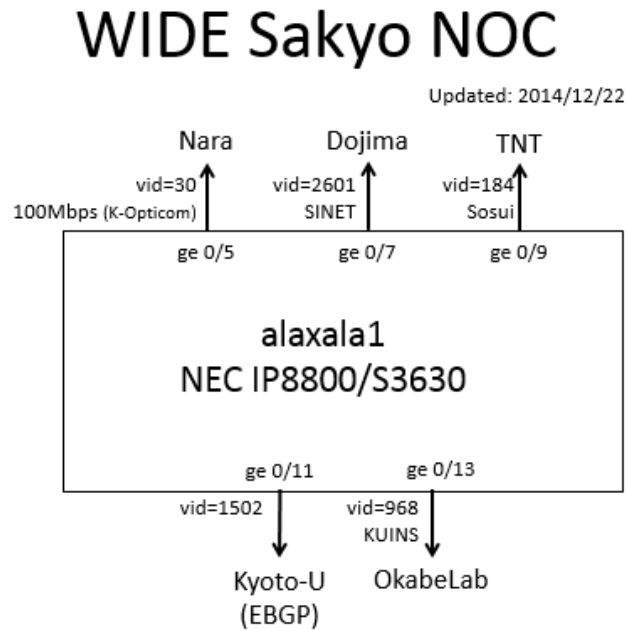 WIDE Sakyo NOC
Updated: 2014/12/22
Nara
Dojima
TNT
vid=30
100Mbps (K-Opticom)
vid=2601
SINET
vid=184
Sosui
ge 0/5
ge 0/7
ge 0/9
alaxala1
NEC IP8800/S3630
ge 0/11
ge 0/13
vid=1502
vid=968
KUINS
Kyoto-U
(EBGP)
OkabeLab